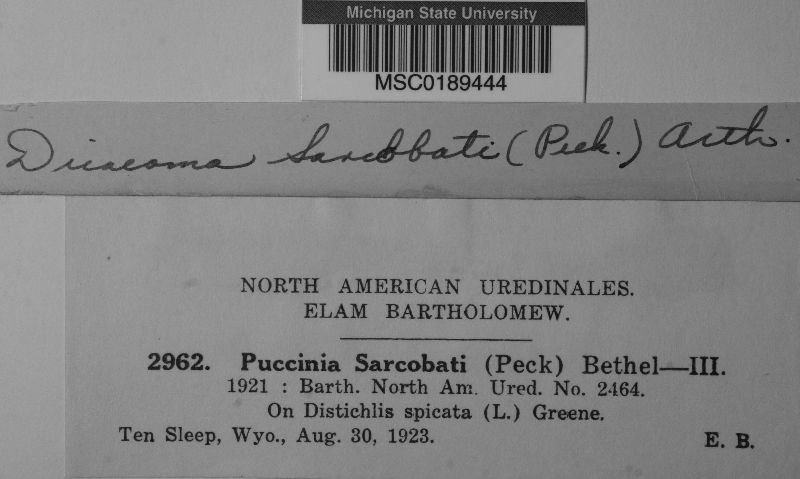 Michigan State University
MSC0189444
Dicaeoma Sarcobati (Peck.) Arth.
NORTH AMERICAN UREDINALES.
ELAM BARTHOLOMEW.
2962. Puccinia Sarcobati (Peck) Bethel—III.
1921 : Barth. North Am. Ured. No. 2464.
On Distichlis spicata (L.) Greene.
Ten Sleep, Wyo., Aug. 30, 1923. E. B.